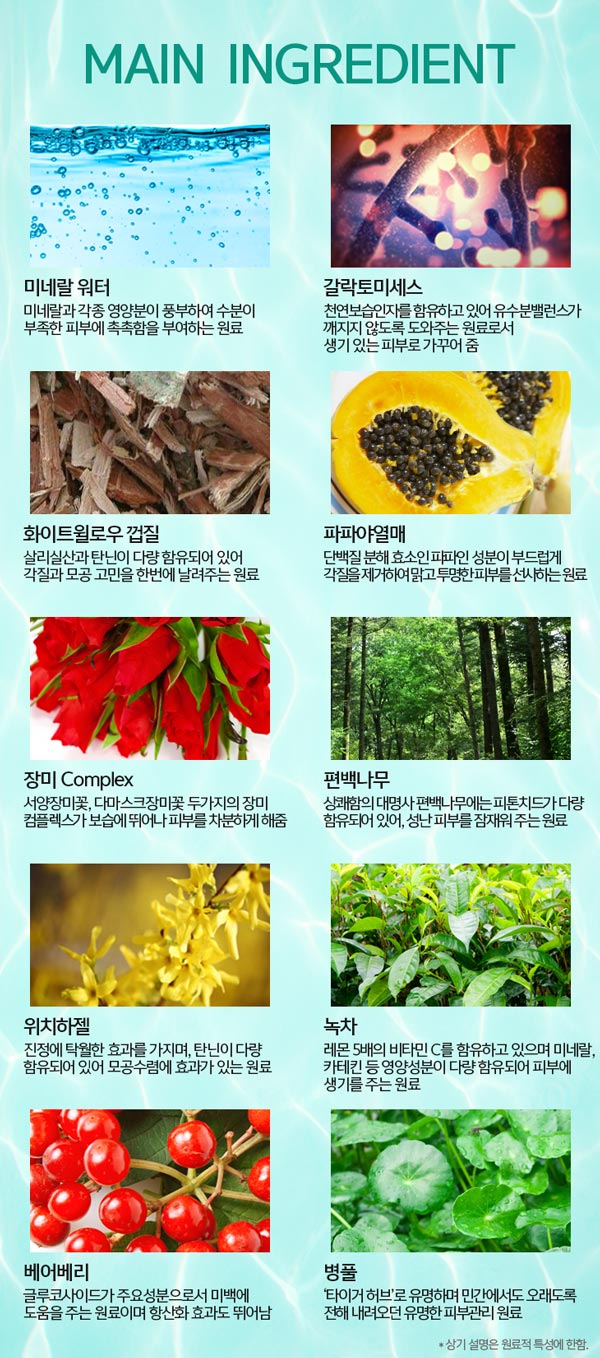 MAIN INGREDIENT
미네랄 워터
미네랄과 각종 영양분이 풍부하여 수분이
부족한 피부에 촉촉함을 부여하는 원료
갈락토미세스
천연보습인자를 함유하고 있어 유수분밸런스가
깨지지 않도록 도와주는 원료로서
생기 있는 피부로 가꾸어 줌
화이트윌로우 껍질
살리실산과 탄닌이 다량 함유되어 있어
각질과 모공 고민을 한번에 날려주는 원료
파파야열매
단백질 분해 효소인 파파인 성분이 부드럽게
각질을 제거하여 맑고 투명한 피부를 선사하는 원료
장미 Complex
서양장미꽃, 다마스크장미꽃 두가지의 장미
컴플렉스가 보습에 뛰어나 피부를 차분하게 해줌
편백나무
상쾌함의 대명사 편백나무에는 피톤치드가 다량
함유되어 있어, 성난 피부를 잠재워 주는 원료
위치하젤
진정에 탁월한 효과를 가지며, 탄닌이 다량
함유되어 있어 모공수렴에 효과가 있는 원료
녹차
레몬 5배의 비타민 C를 함유하고 있으며 미네랄,
카테킨 등 영양성분이 다량 함유되어 피부에
생기를 주는 원료
베어베리
글루코사이드가 주요성분으로서 미백에
도움을 주는 원료이며 항산화 효과도 뛰어남
병풀
'타이거 허브'로 유명하며 민간에서도 오래도록
전해 내려오던 유명한 피부관리 원료
* 상기 설명은 원료적 특성에 한함.